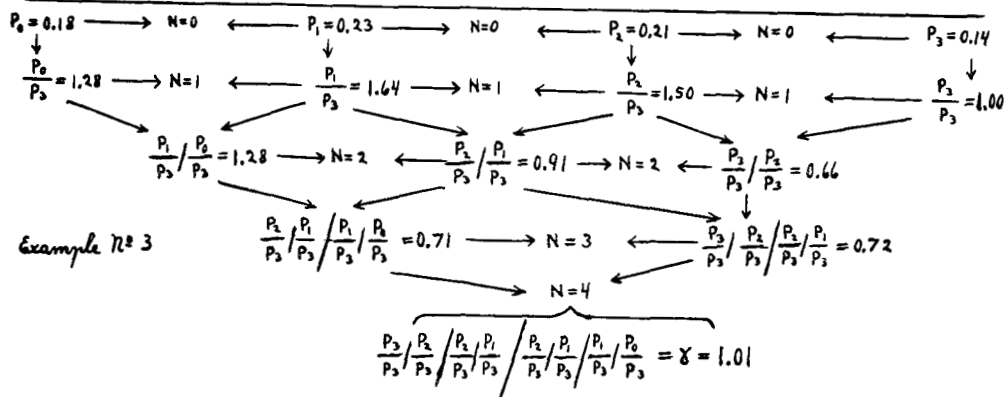 P₀ = 0.18 → N=0 ← P₁ = 0.23 → N=0 ← P₂ = 0.21 → N=0 ← P₃ = 0.14
P₀/P₃ = 1.28 → N=1 ← P₁/P₃ = 1.64 → N=1 ← P₂/P₃ = 1.50 → N=1 ← P₃/P₃ = 1.00
P₁/P₃ / P₀/P₃ = 1.28 → N=2 ← P₂/P₃ / P₁/P₃ = 0.91 → N=2 ← P₃/P₃ / P₂/P₃ = 0.66
Example Nº 3 P₂/P₃ / P₁/P₃ / P₁/P₃ / P₀/P₃ = 0.71 → N=3 ← P₃/P₃ / P₂/P₃ / P₂/P₃ / P₁/P₃ = 0.72
N=4
P₃/P₃ / P₂/P₃ / P₂/P₃ / P₁/P₃ / P₂/P₃ / P₁/P₃ / P₁/P₃ / P₀/P₃ = γ = 1.01